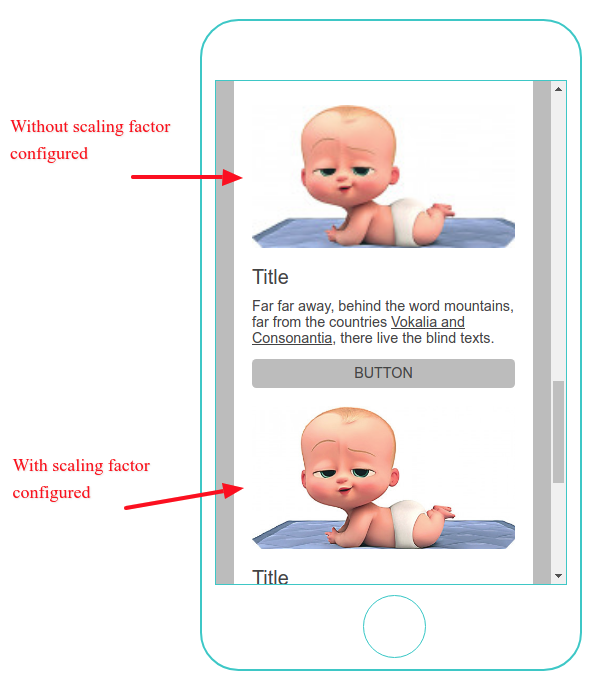 Without scaling factor
configured
Title
Far far away, behind the word mountains,
far from the countries Vokalia and
Consonantia, there live the blind texts.
BUTTON
With scaling factor
configured
Title